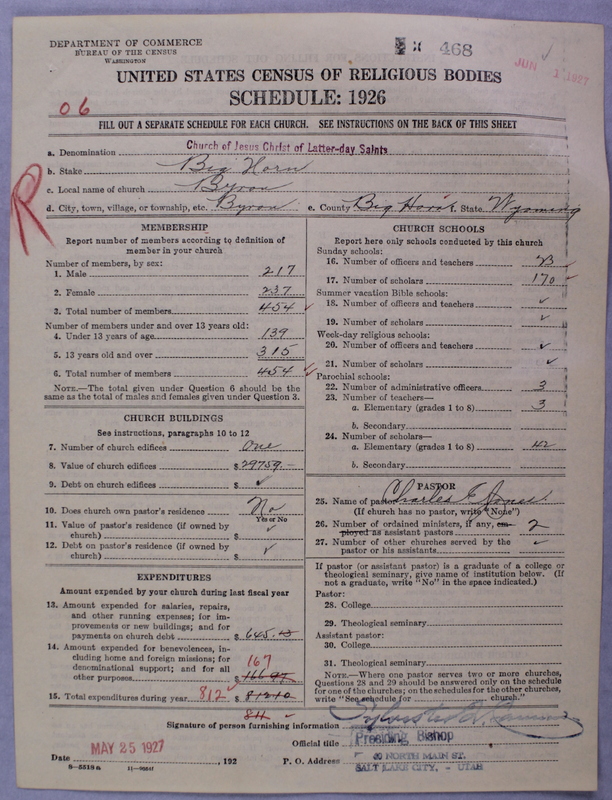 DEPARTMENT OF COMMERCE
BUREAU OF THE CENSUS
WASHINGTON
468
JUN 1 1927
UNITED STATES CENSUS OF RELIGIOUS BODIES
SCHEDULE: 1926
06
FILL OUT A SEPARATE SCHEDULE FOR EACH CHURCH. SEE INSTRUCTIONS ON THE BACK OF THIS SHEET
a. Denomination Church of Jesus Christ of Latter-day Saints
b. Stake Big Horn
c. Local name of church Byron
R
d. City, town, village, or township, etc. Byron e. County Big Horn f. State Wyoming
MEMBERSHIP
Report number of members according to definition of member in your church
Number of members, by sex:
1. Male 217
2. Female 237
3. Total number of members 454 ✓
Number of members under and over 13 years old:
4. Under 13 years of age 139
5. 13 years old and over 315
6. Total number of members 454 ✓
NOTE.—The total given under Question 6 should be the same as the total of males and females given under Question 3.
CHURCH BUILDINGS
See instructions, paragraphs 10 to 12
7. Number of church edifices One
8. Value of church edifices $29759.—
9. Debt on church edifices $ ✓
10. Does church own pastor's residence No
Yes or No
11. Value of pastor's residence (if owned by church) $ ✓
12. Debt on pastor's residence (if owned by church) $ ✓
EXPENDITURES
Amount expended by your church during last fiscal year
13. Amount expended for salaries, repairs, and other running expenses; for improvements or new buildings; and for payments on church debt $ 645.
14. Amount expended for benevolences, including home and foreign missions; for denominational support; and for all other purposes $ 167
15. Total expenditures during year 812 $
811 ✓
CHURCH SCHOOLS
Report here only schools conducted by this church
Sunday schools:
16. Number of officers and teachers 23
17. Number of scholars 170
Summer vacation Bible schools:
18. Number of officers and teachers ✓
19. Number of scholars ✓
Week-day religious schools:
20. Number of officers and teachers ✓
21. Number of scholars ✓
Parochial schools:
22. Number of administrative officers 3
23. Number of teachers—
a. Elementary (grades 1 to 8) 3
b. Secondary
24. Number of scholars—
a. Elementary (grades 1 to 8) 42
b. Secondary
PASTOR
25. Name of pastor Charles E. Jones
(If church has no pastor, write "None")
26. Number of ordained ministers, if any, employed as assistant pastors 2
27. Number of other churches served by the pastor or his assistants ✓
If pastor (or assistant pastor) is a graduate of a college or theological seminary, give name of institution below. (If not a graduate, write "No" in the space indicated.)
Pastor:
28. College
29. Theological seminary
Assistant pastor:
30. College
31. Theological seminary
NOTE.—Where one pastor serves two or more churches, Questions 28 and 29 should be answered only on the schedule for one of the churches; on the schedules for the other churches, write "See schedule for church."
Signature of person furnishing information Sylvester Q. Cannon
Official title Presiding Bishop
Date MAY 25 1927, 192 P. O. Address 40 NORTH MAIN ST.
SALT LAKE CITY, - UTAH
8-5518a